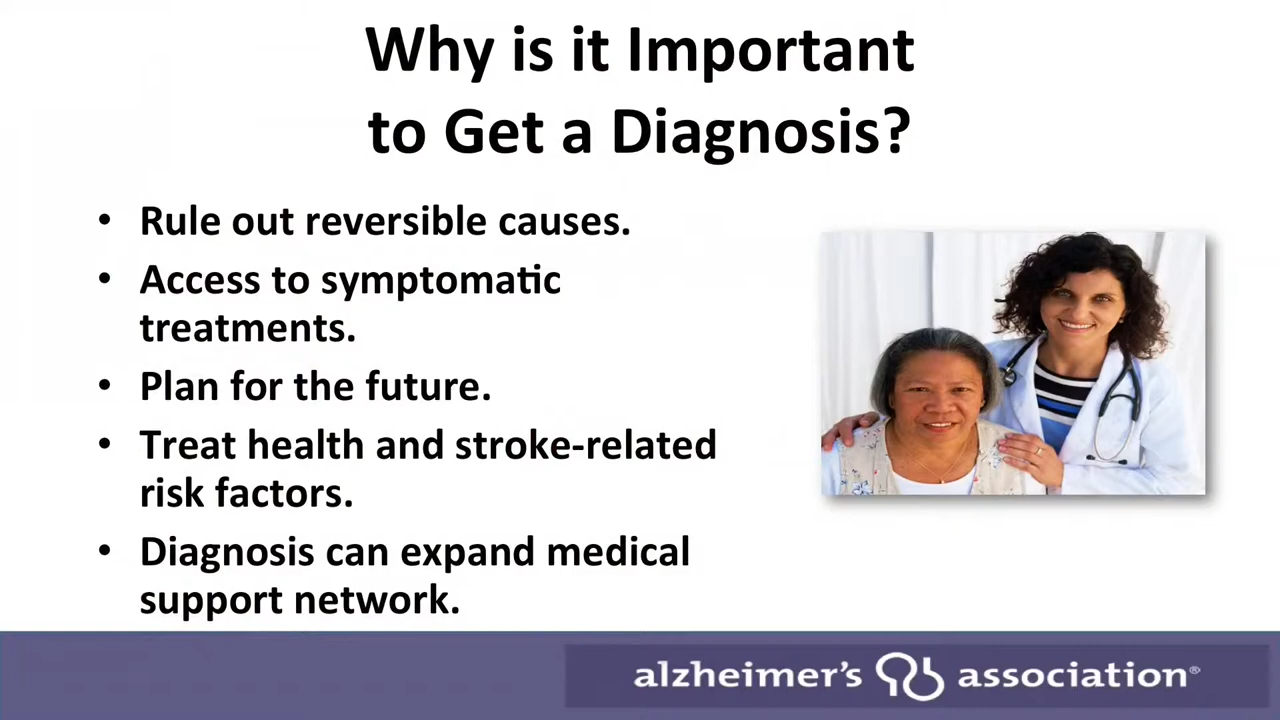 Why is it Important
to Get a Diagnosis?
• Rule out reversible causes.
• Access to symptomatic
treatments.
• Plan for the future.
• Treat health and stroke-related
risk factors.
• Diagnosis can expand medical
support network.
alzheimer's association®